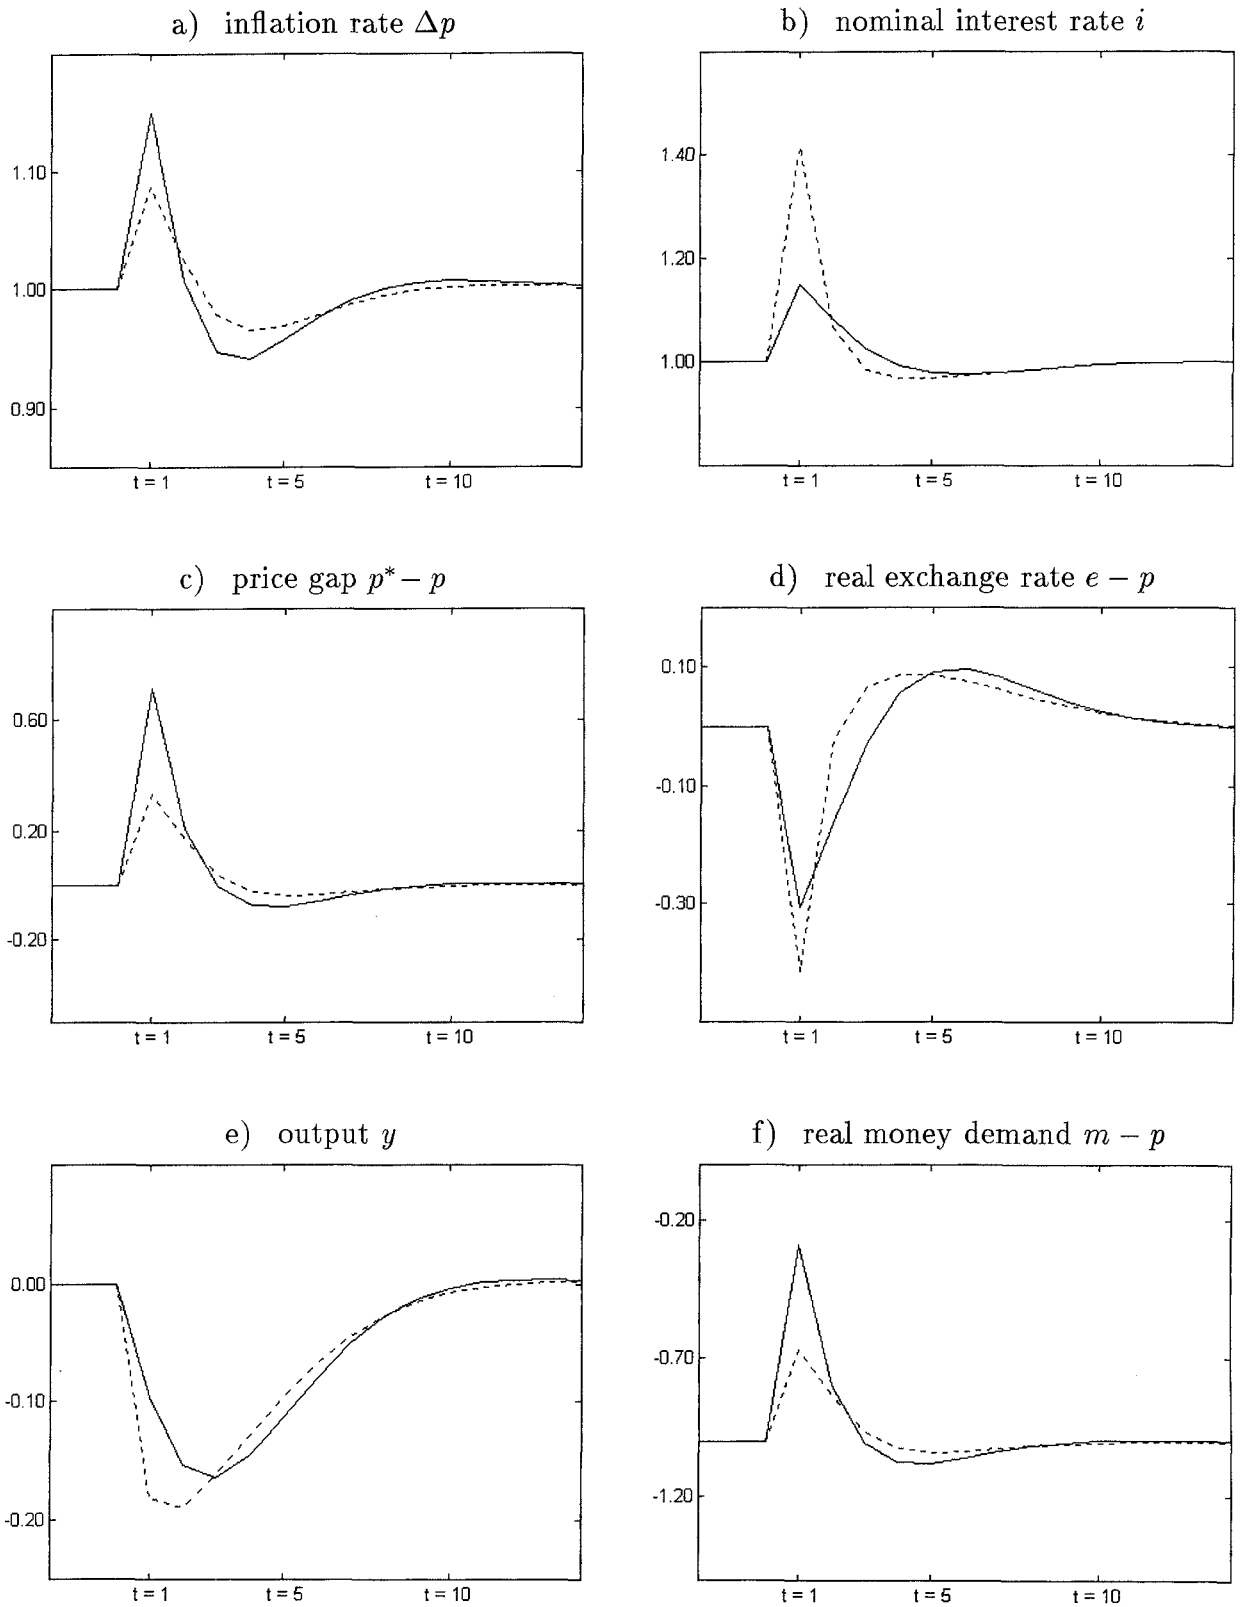 a) inflation rate Δp
1.10
1.00
0.90
t = 1 t = 5 t = 10
b) nominal interest rate i
1.40
1.20
1.00
t = 1 t = 5 t = 10
c) price gap p* – p
0.60
0.20
-0.20
t = 1 t = 5 t = 10
d) real exchange rate e – p
0.10
-0.10
-0.30
t = 1 t = 5 t = 10
e) output y
0.00
-0.10
-0.20
t = 1 t = 5 t = 10
f) real money demand m – p
-0.20
-0.70
-1.20
t = 1 t = 5 t = 10